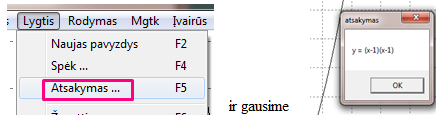 Lygtis Rodymas Mgtk Įvairūs
Naujas pavyzdys F2
Spėk ... F4
Atsakymas ... F5
ir gausime
atsakymas
y = (x-1)(x-1)
OK